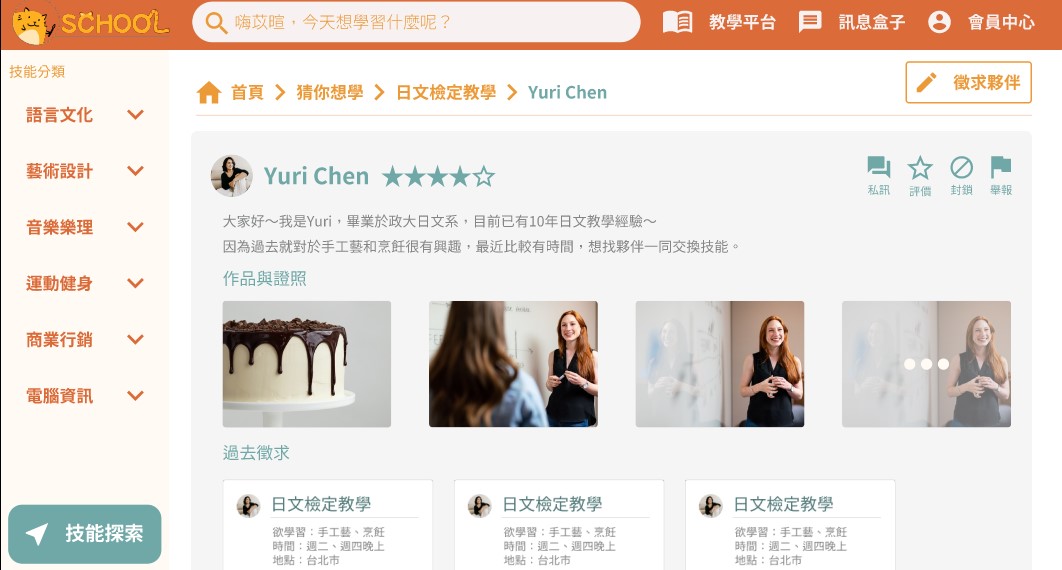 SCHOOL
嗨苡暄，今天想學習什麼呢？
教學平台
訊息盒子
會員中心
技能分類
語言文化
藝術設計
音樂樂理
運動健身
商業行銷
電腦資訊
技能探索
首頁 > 猜你想學 > 日文檢定教學 > Yuri Chen
徵求夥伴
Yuri Chen
私訊
評價
封鎖
舉報
大家好～我是Yuri，畢業於政大日文系，目前已有10年日文教學經驗～
因為過去就對於手工藝和烹飪很有興趣，最近比較有時間，想找夥伴一同交換技能。
作品與證照
過去徵求
日文檢定教學
欲學習：手工藝、烹飪
時間：週二、週四晚上
地點：台北市
日文檢定教學
欲學習：手工藝、烹飪
時間：週二、週四晚上
地點：台北市
日文檢定教學
欲學習：手工藝、烹飪
時間：週二、週四晚上
地點：台北市